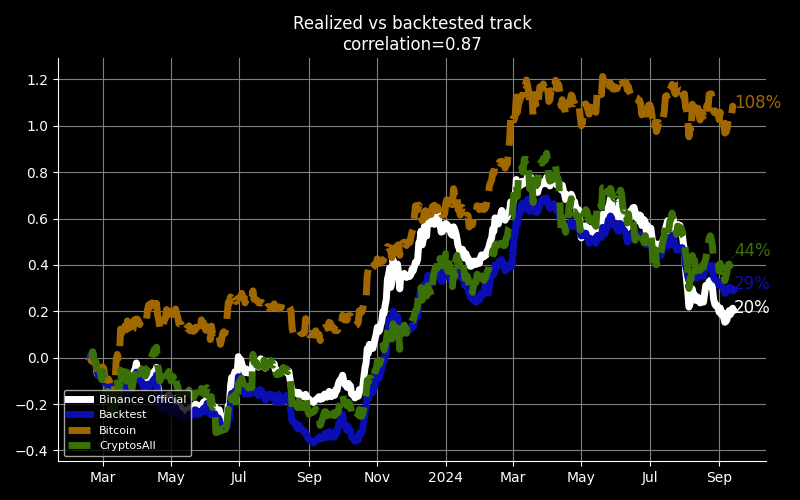 Realized vs backtested track
correlation=0.87
1.2
1.0
0.8
0.6
0.4
0.2
0.0
−0.2
−0.4
108%
44%
29%
20%
Binance Official
Backtest
Bitcoin
CryptosAll
Mar May Jul Sep Nov 2024 Mar May Jul Sep